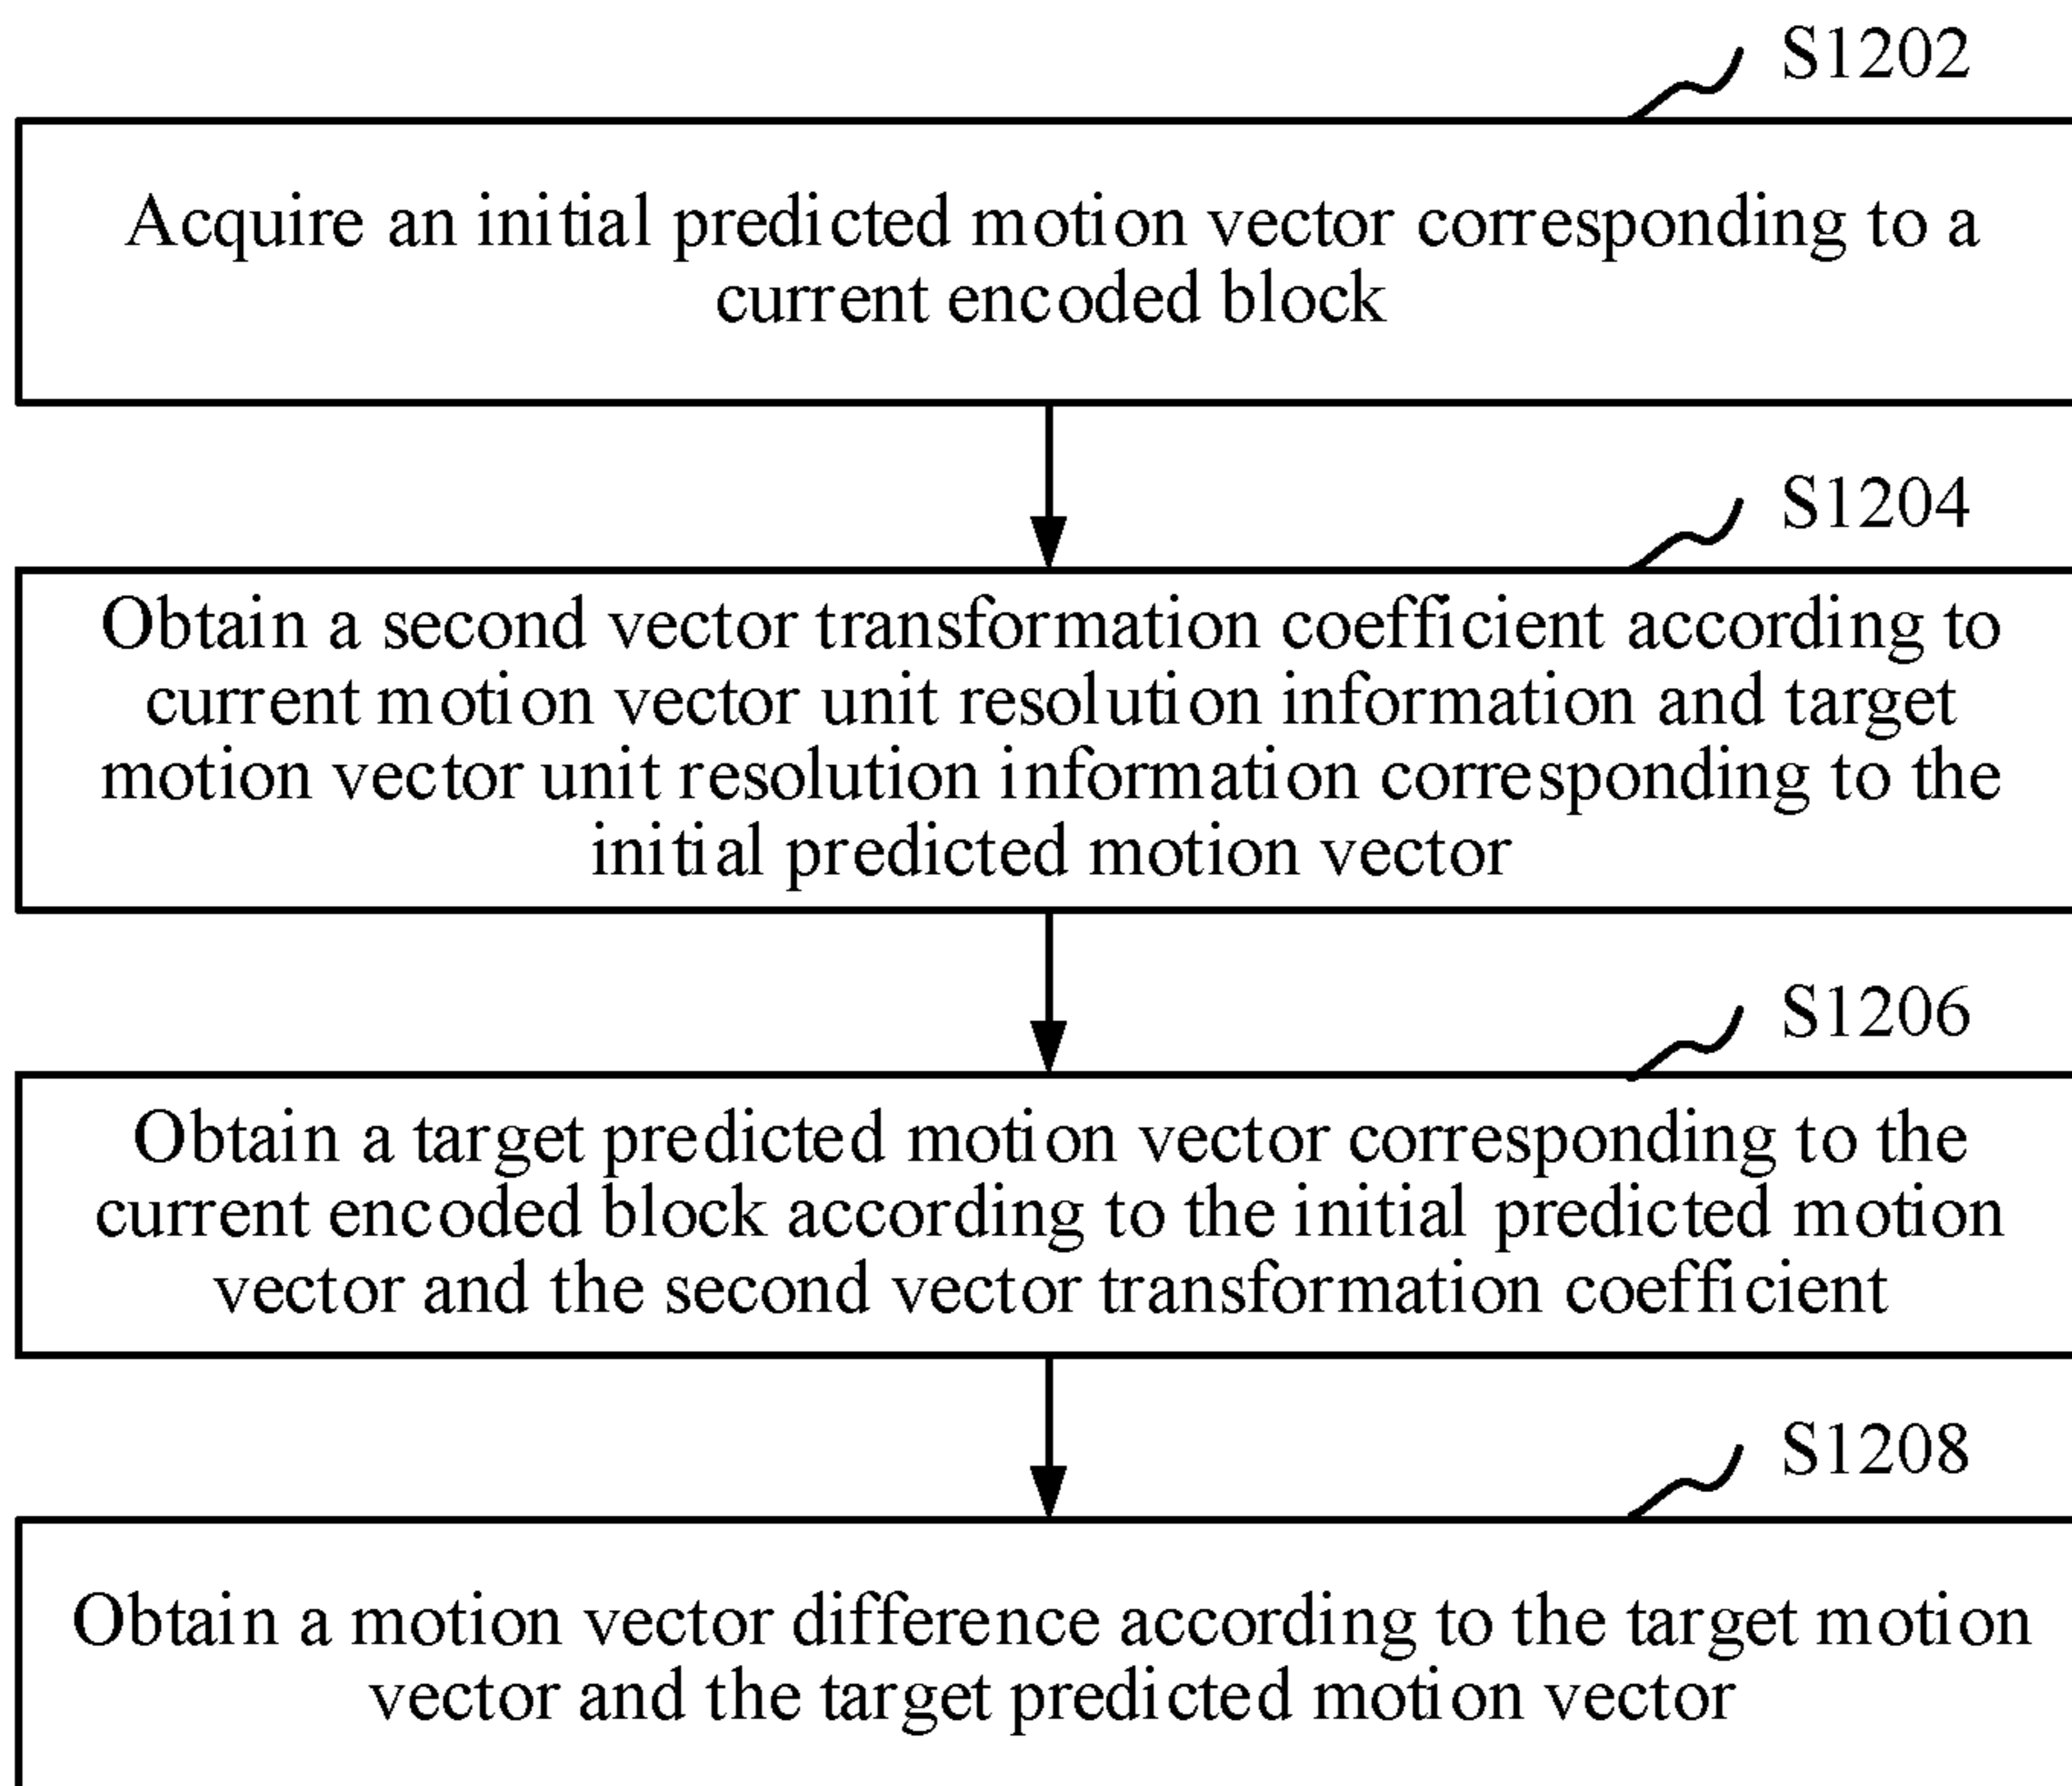 S1202
Acquire an initial predicted motion vector corresponding to a
current encoded block
S1204
Obtain a second vector transformation coefficient according to
current motion vector unit resolution information and target
motion vector unit resolution information corresponding to the
initial predicted motion vector
S1206
Obtain a target predicted motion vector corresponding to the
current encoded block according to the initial predicted motion
vector and the second vector transformation coefficient
S1208
Obtain a motion vector difference according to the target motion
vector and the target predicted motion vector